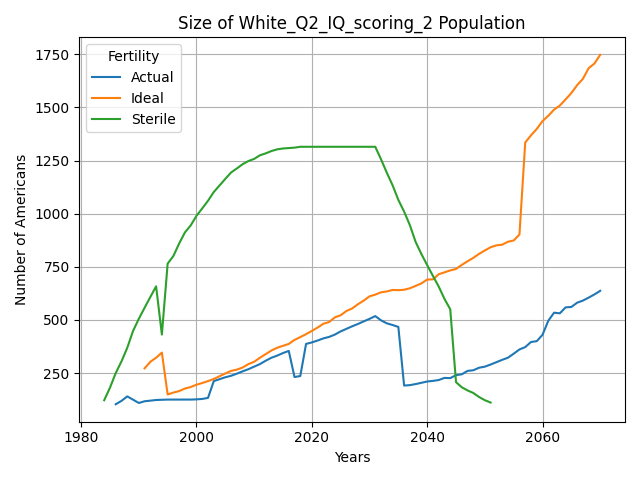 Size of White_Q2_IQ_scoring_2 Population
Fertility
Actual
Ideal
Sterile
1750
1500
1250
1000
750
500
250
Number of Americans
1980
2000
2020
2040
2060
Years